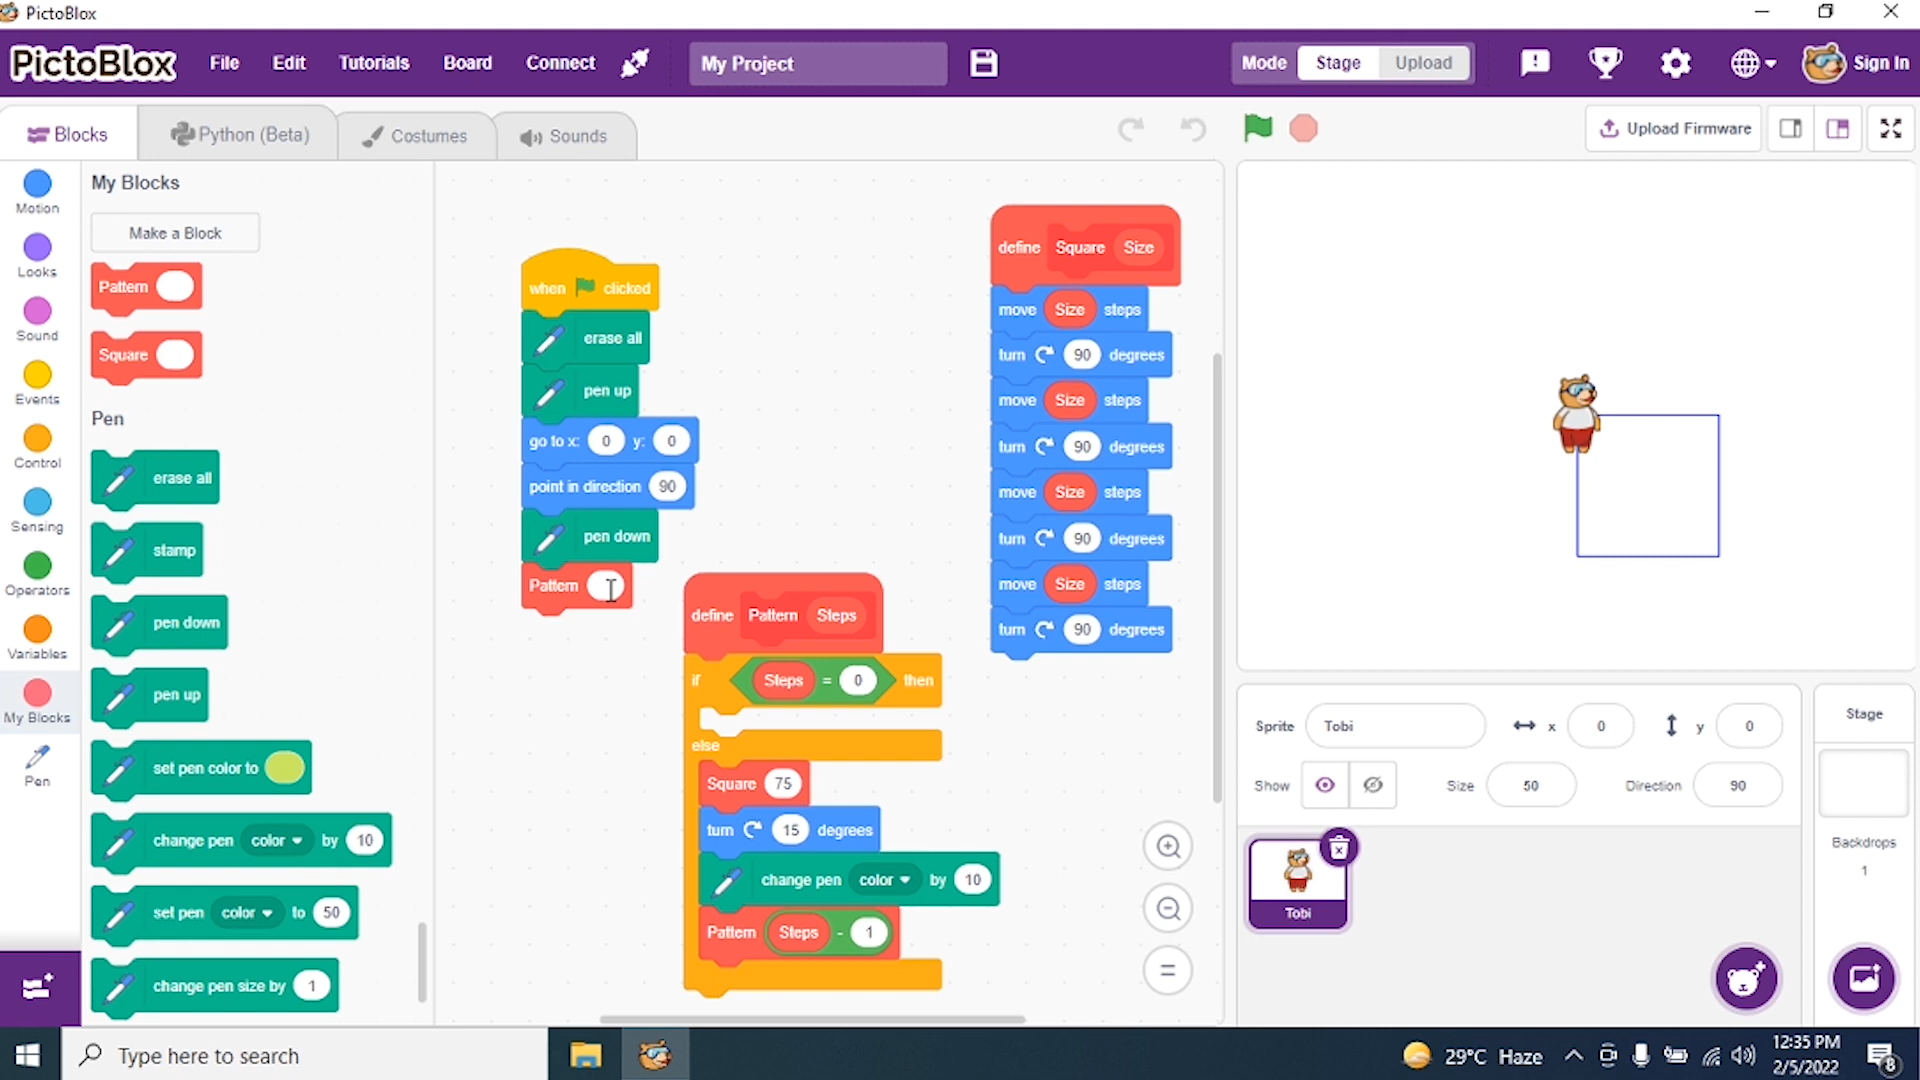 PictoBlox
PictoBlox File Edit Tutorials Board Connect My Project Mode Stage Upload Sign In
Blocks Python (Beta) Costumes Sounds Upload Firmware
Motion
Looks
Sound
Events
Control
Sensing
Operators
Variables
My Blocks
Pen
My Blocks
Make a Block
Pattern
Square
Pen
erase all
stamp
pen down
pen up
set pen color to
change pen color by 10
set pen color to 50
change pen size by 1
when clicked
erase all
pen up
go to x: 0 y: 0
point in direction 90
pen down
Pattern
define Pattern Steps
if Steps = 0 then
else
Square 75
turn 15 degrees
change pen color by 10
Pattern Steps - 1
define Square Size
move Size steps
turn 90 degrees
move Size steps
turn 90 degrees
move Size steps
turn 90 degrees
move Size steps
turn 90 degrees
Sprite Tobi x 0 y 0
Show Size 50 Direction 90
Tobi
Stage
Backdrops
1
Type here to search
29°C Haze
12:35 PM
2/5/2022
8